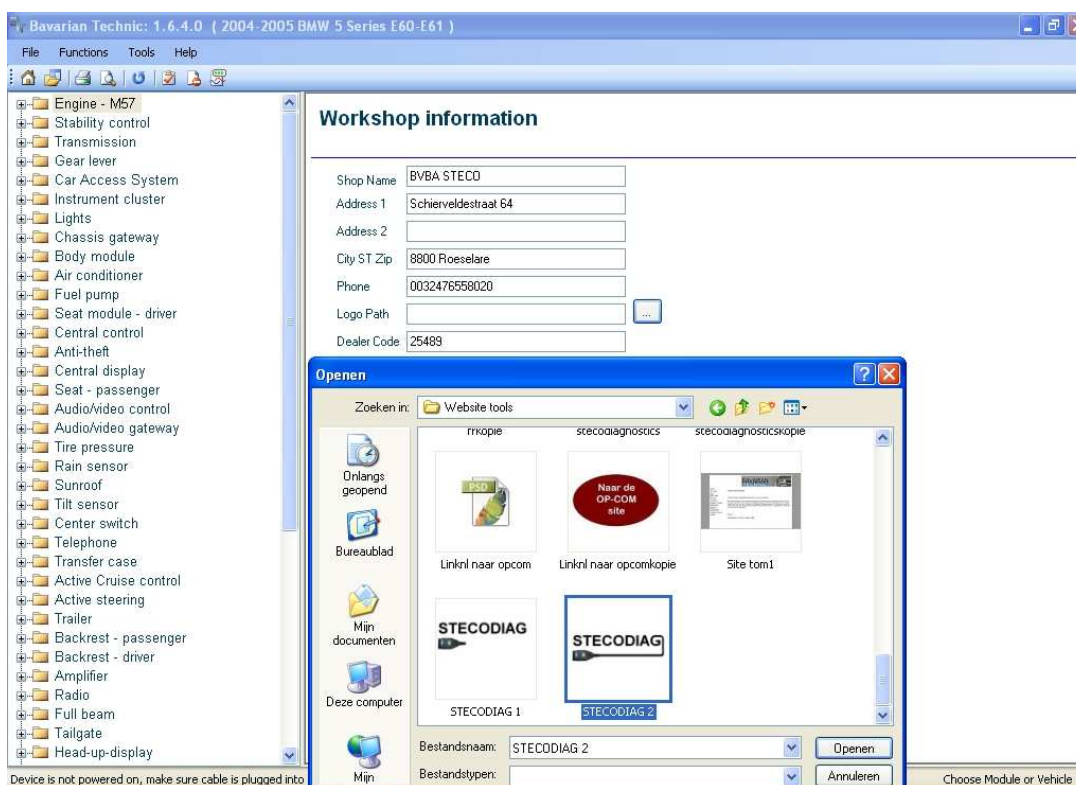 Bavarian Technic: 1.6.4.0 ( 2004-2005 BMW 5 Series E60-E61 )
File Functions Tools Help
Engine - M57
Stability control
Transmission
Gear lever
Car Access System
Instrument cluster
Lights
Chassis gateway
Body module
Air conditioner
Fuel pump
Seat module - driver
Central control
Anti-theft
Central display
Seat - passenger
Audio/video control
Audio/video gateway
Tire pressure
Rain sensor
Sunroof
Tilt sensor
Center switch
Telephone
Transfer case
Active Cruise control
Active steering
Trailer
Backrest - passenger
Backrest - driver
Amplifier
Radio
Full beam
Tailgate
Head-up-display
Workshop information
Shop Name BVBA STECO
Address 1 Schierveldestraat 64
Address 2
City ST Zip 8800 Roeselare
Phone 0032476558020
Logo Path ...
Dealer Code 25489
Openen
Zoeken in: Website tools
Onlangs geopend
Bureaublad
Mijn documenten
Deze computer
Mijn
frkopie stecodiagnostics stecodiagnosticskopie
PSD
Naar de
OP-COM
site
Linknl naar opcom Linknl naar opcomkopie Site tom1
STECODIAG STECODIAG
STECODIAG 1 STECODIAG 2
Bestandsnaam: STECODIAG 2 Openen
Bestandstypen: Annuleren
Device is not powered on, make sure cable is plugged into
Choose Module or Vehicle